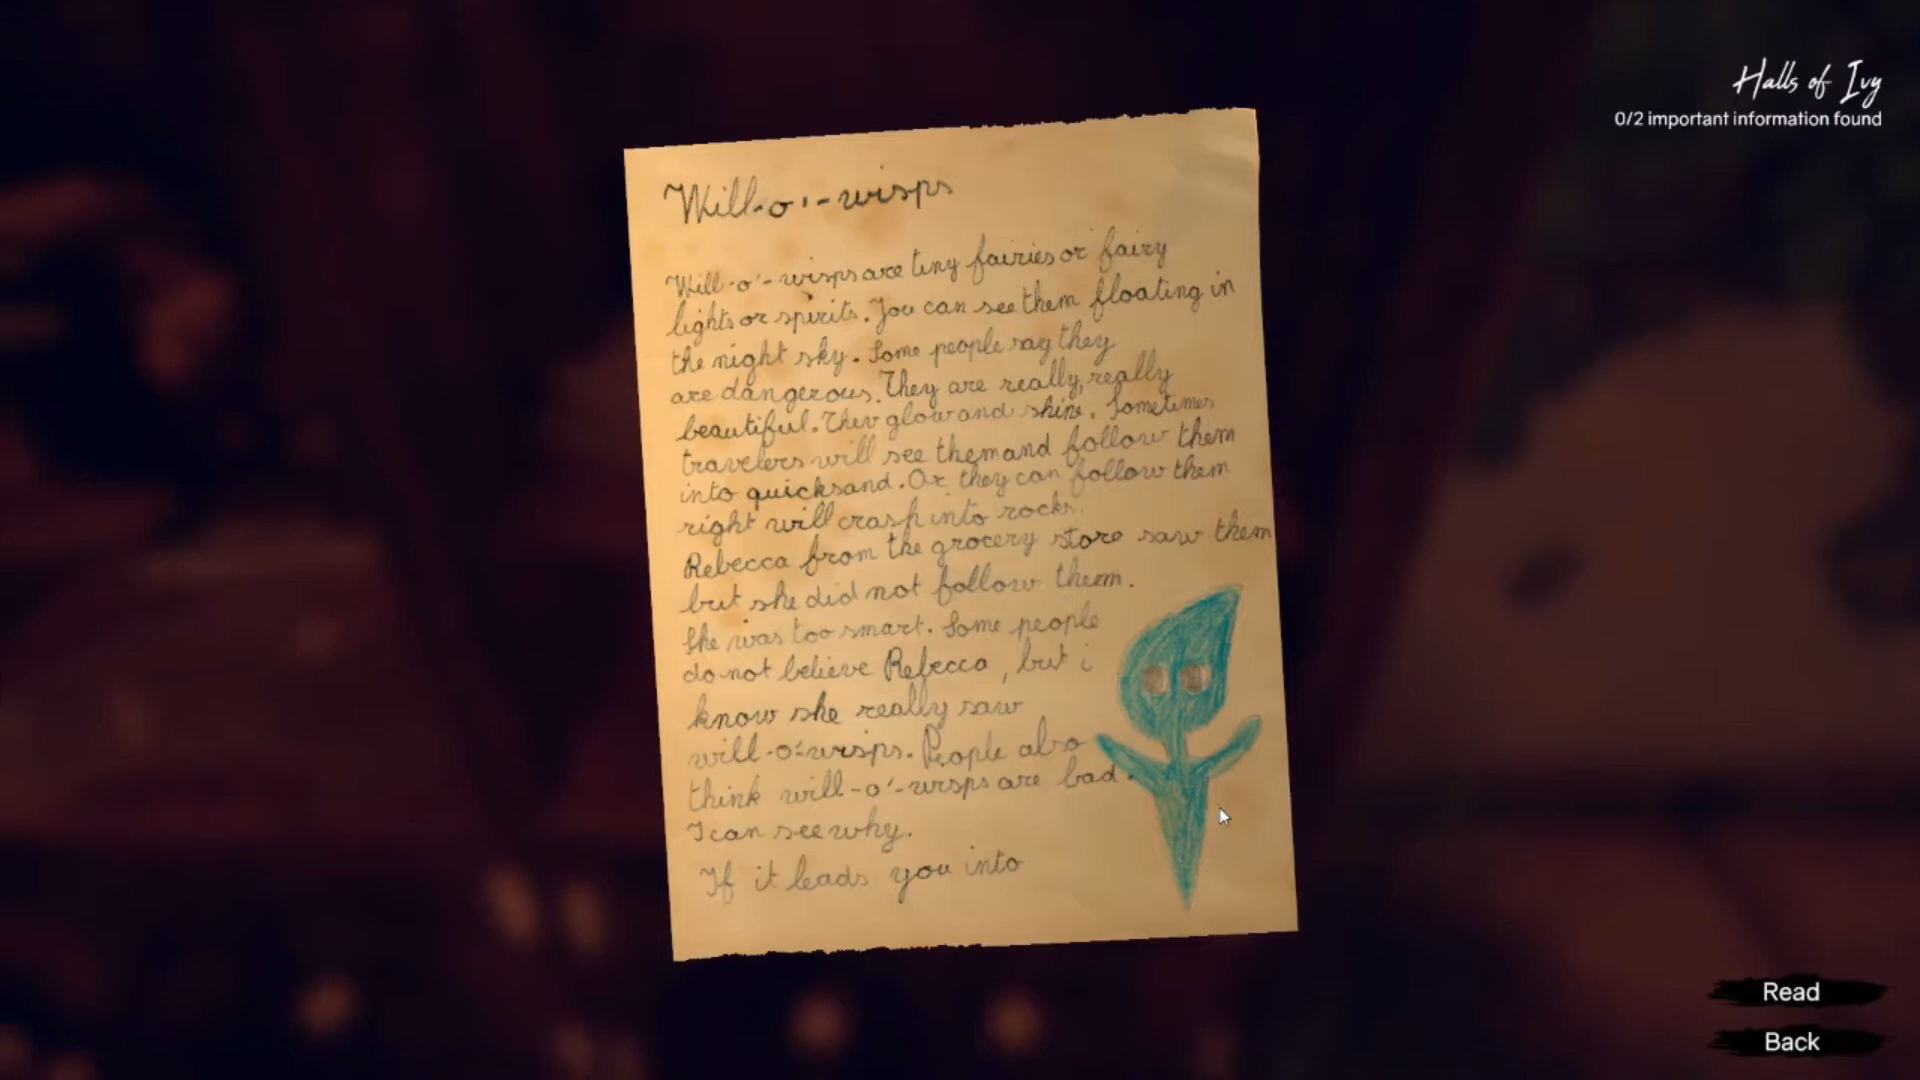 Halls of Ivy
0/2 important information found
Will-o'-wisps
Will-o'-wisps are tiny fairies or fairy
lights or spirits. You can see them floating in
the night sky. Some people say they
are dangerous. They are really, really
beautiful. They glow and shine. Sometimes
travelers will see them and follow them
into quicksand. Or they can follow them
right will crash into rocks.
Rebecca from the grocery store saw them
but she did not follow them.
She was too smart. Some people
do not believe Rebecca, but i
know she really saw
will-o'-wisps. People also
think will-o'-wisps are bad.
I can see why.
If it leads you into
Read
Back